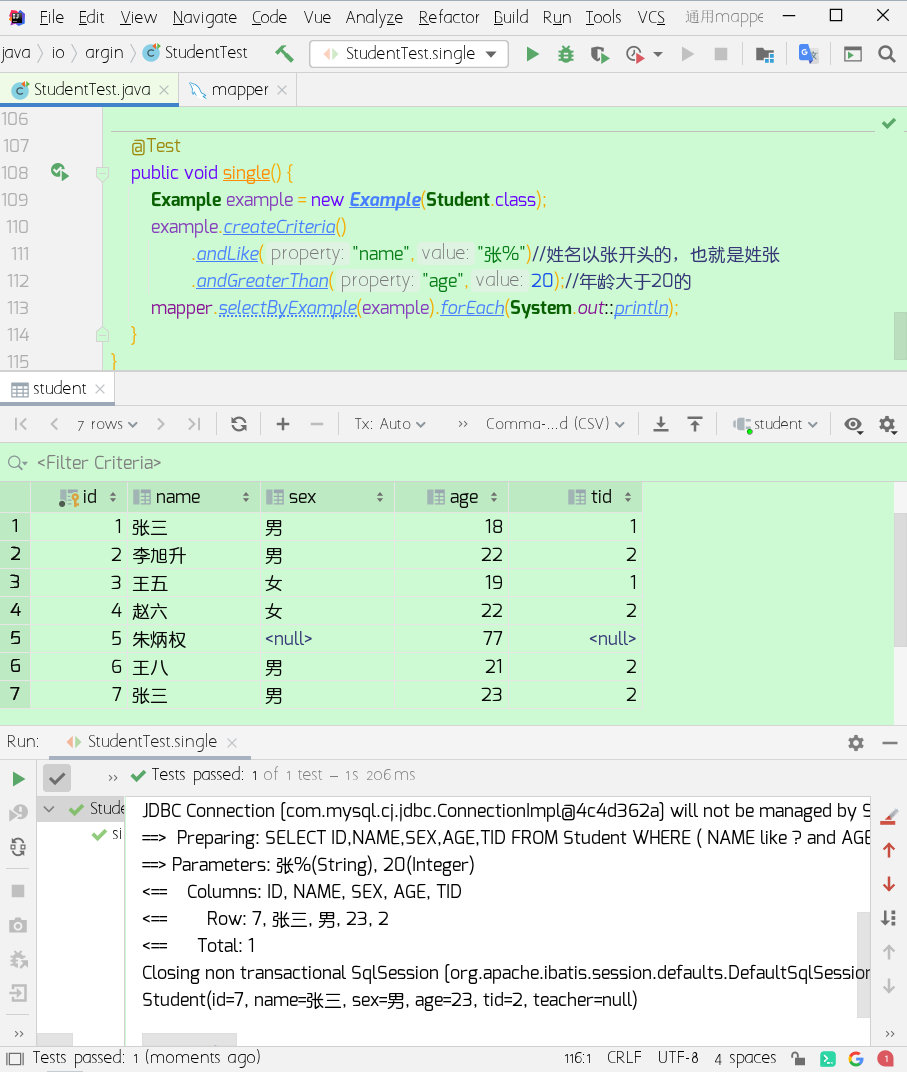 File Edit View Navigate Code Vue Analyze Refactor Build Run Tools VCS 通用mappe
java io argin StudentTest StudentTest.single
StudentTest.java mapper
106
107 @Test
108 public void single() {
109 Example example = new Example(Student.class);
110 example.createCriteria()
111 .andLike( property: "name", value: "张%")//姓名以张开头的，也就是姓张
112 .andGreaterThan( property: "age", value: 20);//年龄大于20的
113 mapper.selectByExample(example).forEach(System.out::println);
114 }
115 }
student
7 rows Tx: Auto Comma-...d (CSV) student
<Filter Criteria>
id name sex age tid
1 1 张三 男 18 1
2 2 李旭升 男 22 2
3 3 王五 女 19 1
4 4 赵六 女 22 2
5 5 朱炳权 <null> 77 <null>
6 6 王八 男 21 2
7 7 张三 男 23 2
Run: StudentTest.single
Tests passed: 1 of 1 test – 1s 206ms
Stude JDBC Connection [com.mysql.cj.jdbc.ConnectionImpl@4c4d362a] will not be managed by S
si ==> Preparing: SELECT ID,NAME,SEX,AGE,TID FROM Student WHERE ( NAME like ? and AGE
==> Parameters: 张%(String), 20(Integer)
<== Columns: ID, NAME, SEX, AGE, TID
<== Row: 7, 张三, 男, 23, 2
<== Total: 1
Closing non transactional SqlSession [org.apache.ibatis.session.defaults.DefaultSqlSession
Student(id=7, name=张三, sex=男, age=23, tid=2, teacher=null)
Tests passed: 1 (moments ago) 116:1 CRLF UTF-8 4 spaces 1